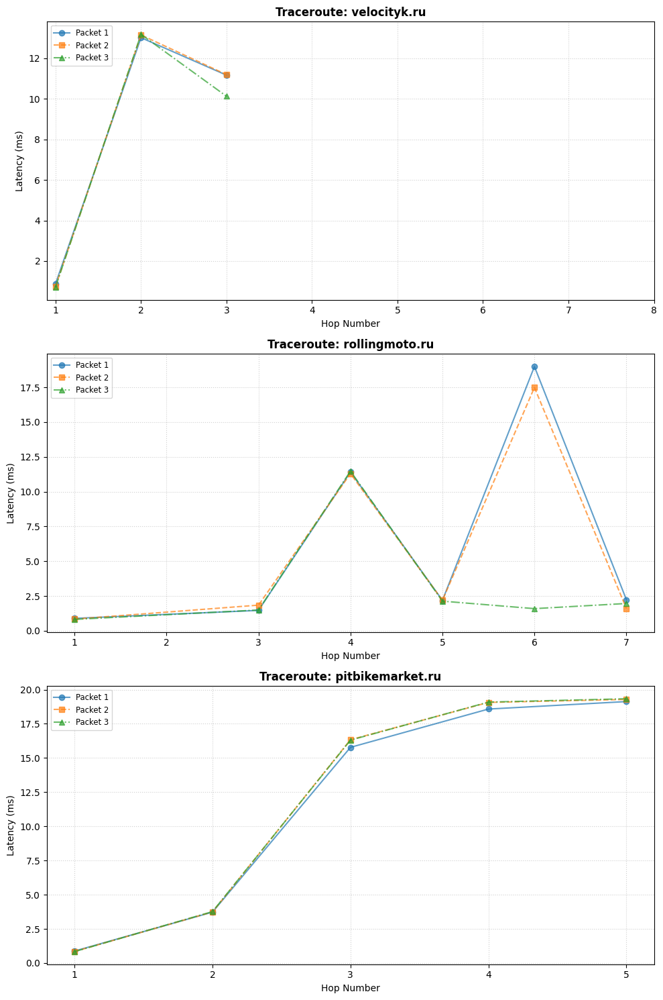 Traceroute: velocityk.ru
Packet 1
Packet 2
Packet 3
Latency (ms)
12
10
8
6
4
2
1 2 3 4 5 6 7 8
Hop Number
Traceroute: rollingmoto.ru
Packet 1
Packet 2
Packet 3
Latency (ms)
17.5
15.0
12.5
10.0
7.5
5.0
2.5
0.0
1 2 3 4 5 6 7
Hop Number
Traceroute: pitbikemarket.ru
Packet 1
Packet 2
Packet 3
Latency (ms)
20.0
17.5
15.0
12.5
10.0
7.5
5.0
2.5
0.0
1 2 3 4 5
Hop Number